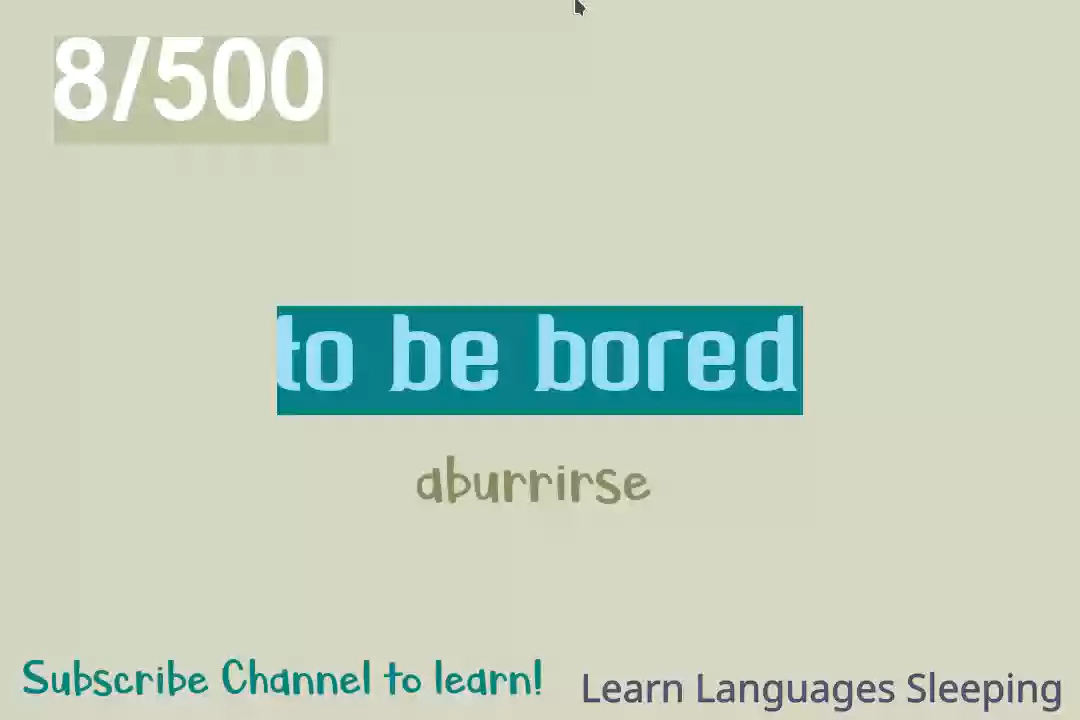 8/500
to be bored
aburrirse
Subscribe Channel to learn!
Learn Languages Sleeping